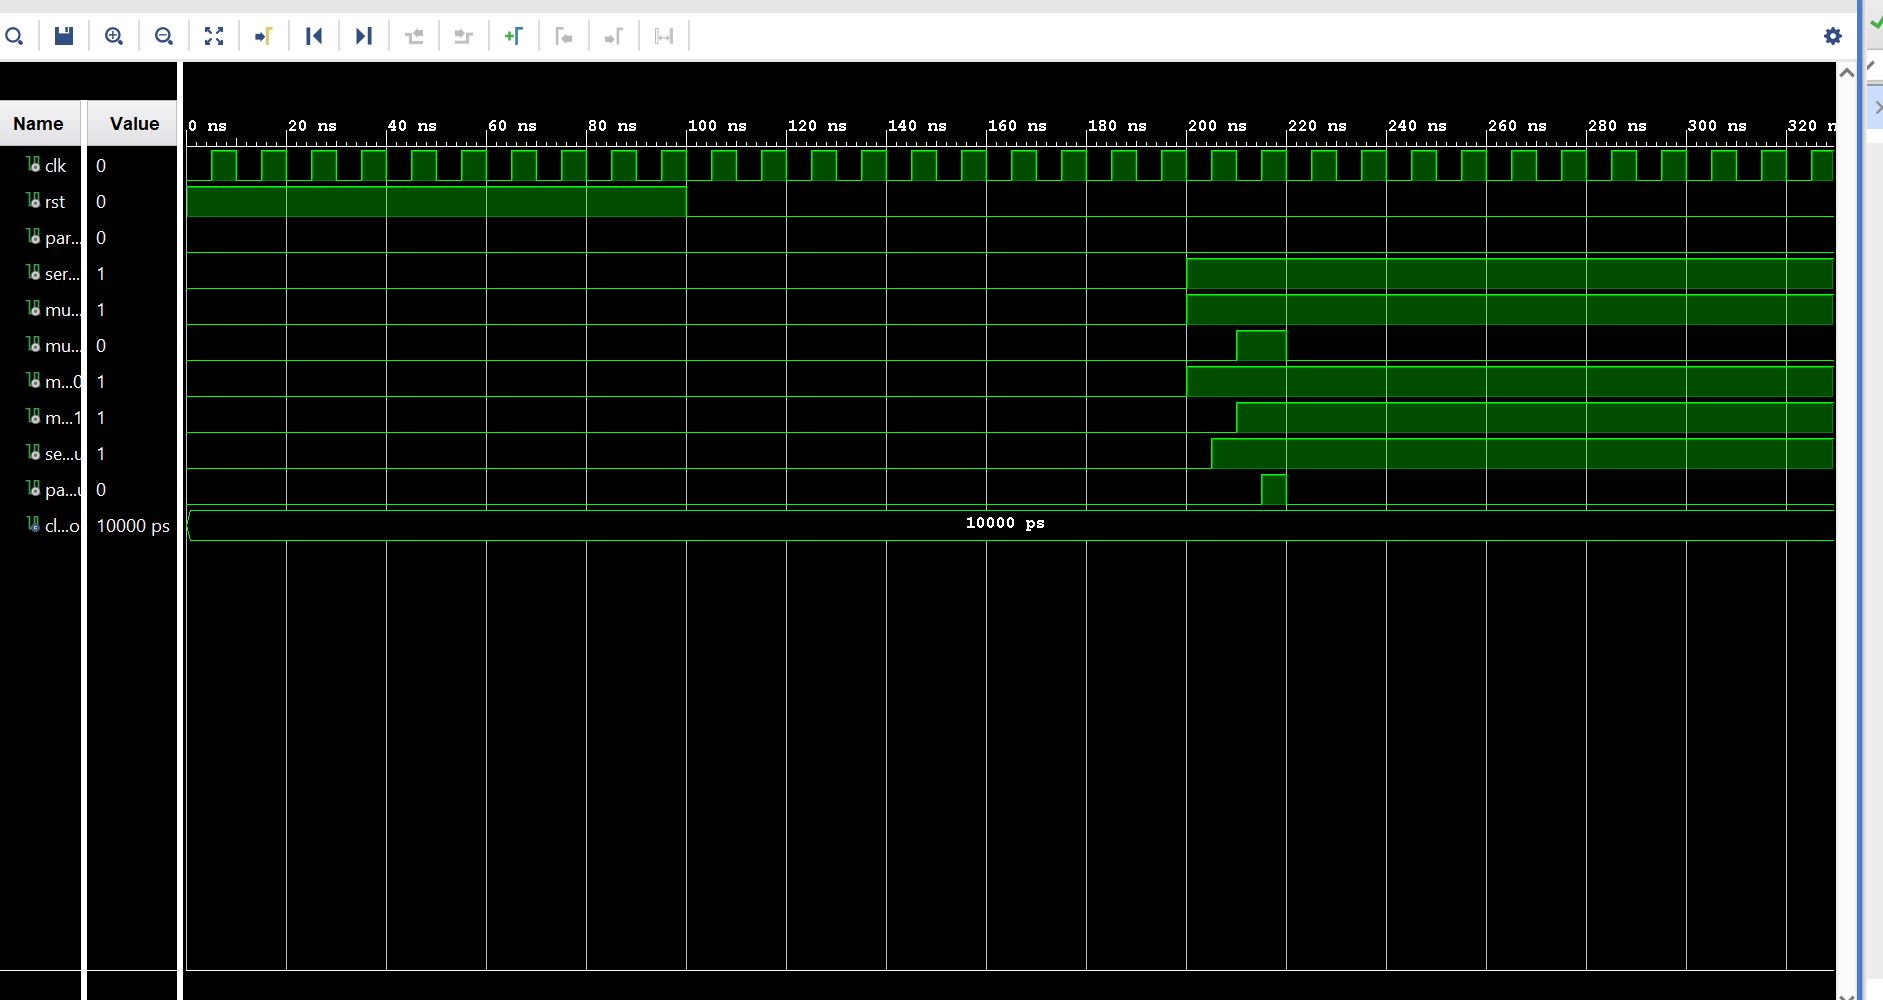 Name Value
0 ns 20 ns 40 ns 60 ns 80 ns 100 ns 120 ns 140 ns 160 ns 180 ns 200 ns 220 ns 240 ns 260 ns 280 ns 300 ns 320 n
clk 0
rst 0
par... 0
ser... 1
mu... 1
mu... 0
m...0 1
m...1 1
se...u 1
pa...u 0
cl...o 10000 ps 10000 ps